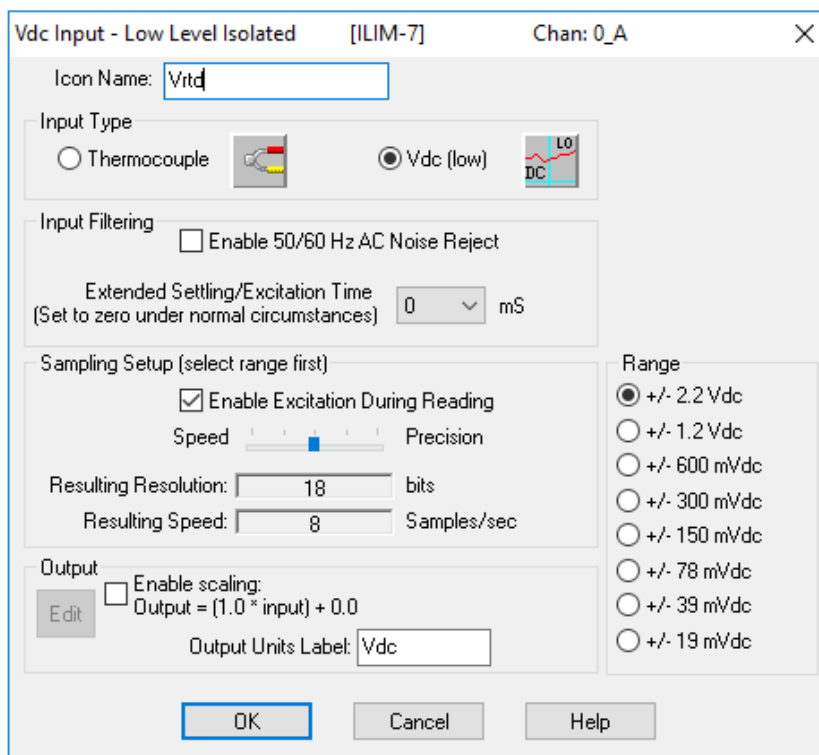 Vdc Input - Low Level Isolated [ILIM-7] Chan: 0_A
Icon Name: Vrtd
Input Type
Thermocouple Vdc (low) LO DC
Input Filtering
Enable 50/60 Hz AC Noise Reject
Extended Settling/Excitation Time
(Set to zero under normal circumstances) 0 mS
Sampling Setup (select range first)
Enable Excitation During Reading
Speed Precision
Resulting Resolution: 18 bits
Resulting Speed: 8 Samples/sec
Range
+/- 2.2 Vdc
+/- 1.2 Vdc
+/- 600 mVdc
+/- 300 mVdc
+/- 150 mVdc
+/- 78 mVdc
+/- 39 mVdc
+/- 19 mVdc
Output
Edit
Enable scaling:
Output = (1.0 * input) + 0.0
Output Units Label: Vdc
OK Cancel Help